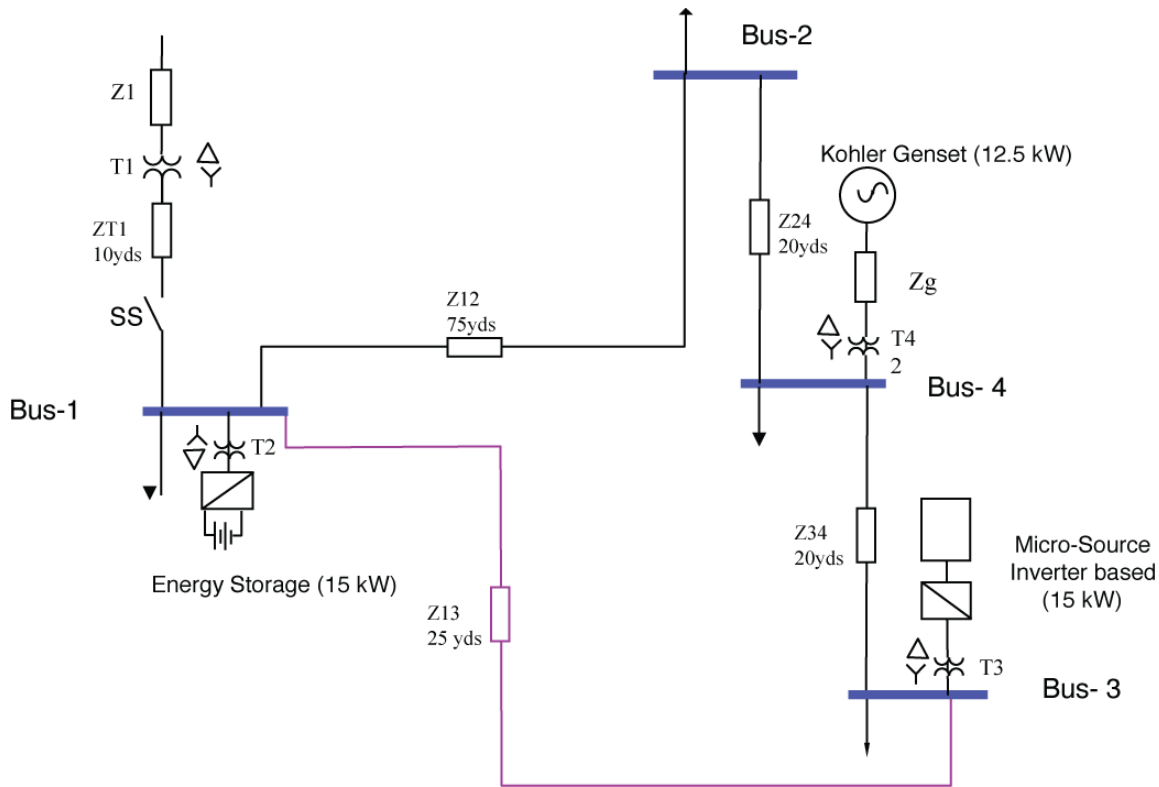 Bus-2
Z1
Kohler Genset (12.5 kW)
T1
ZT1
10yds
Z24
20yds
Zg
Z12
75yds
SS
T4
2
Bus- 4
Bus-1
T2
Z34
20yds
Micro-Source
Inverter based
(15 kW)
Energy Storage (15 kW)
Z13
25 yds
T3
Bus- 3